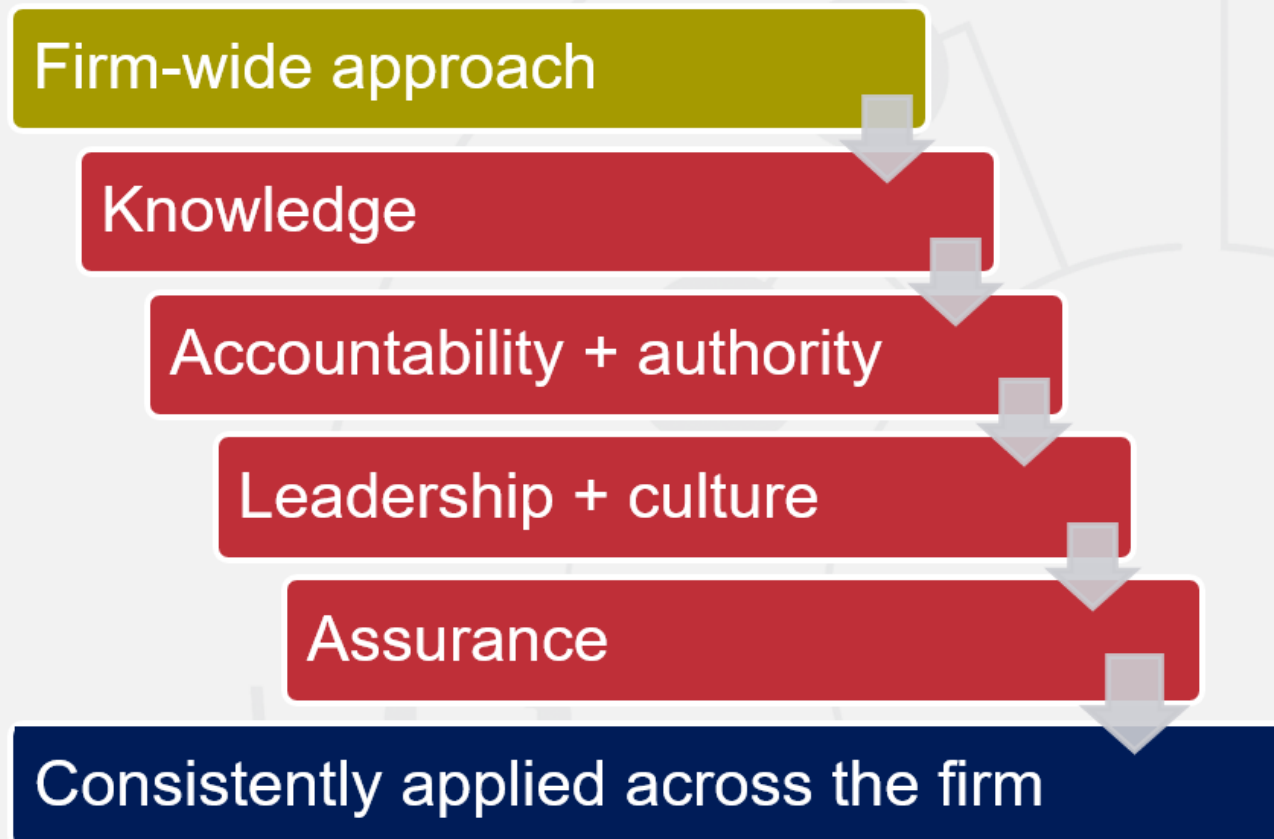 Firm-wide approach
Knowledge
Accountability + authority
Leadership + culture
Assurance
Consistently applied across the firm